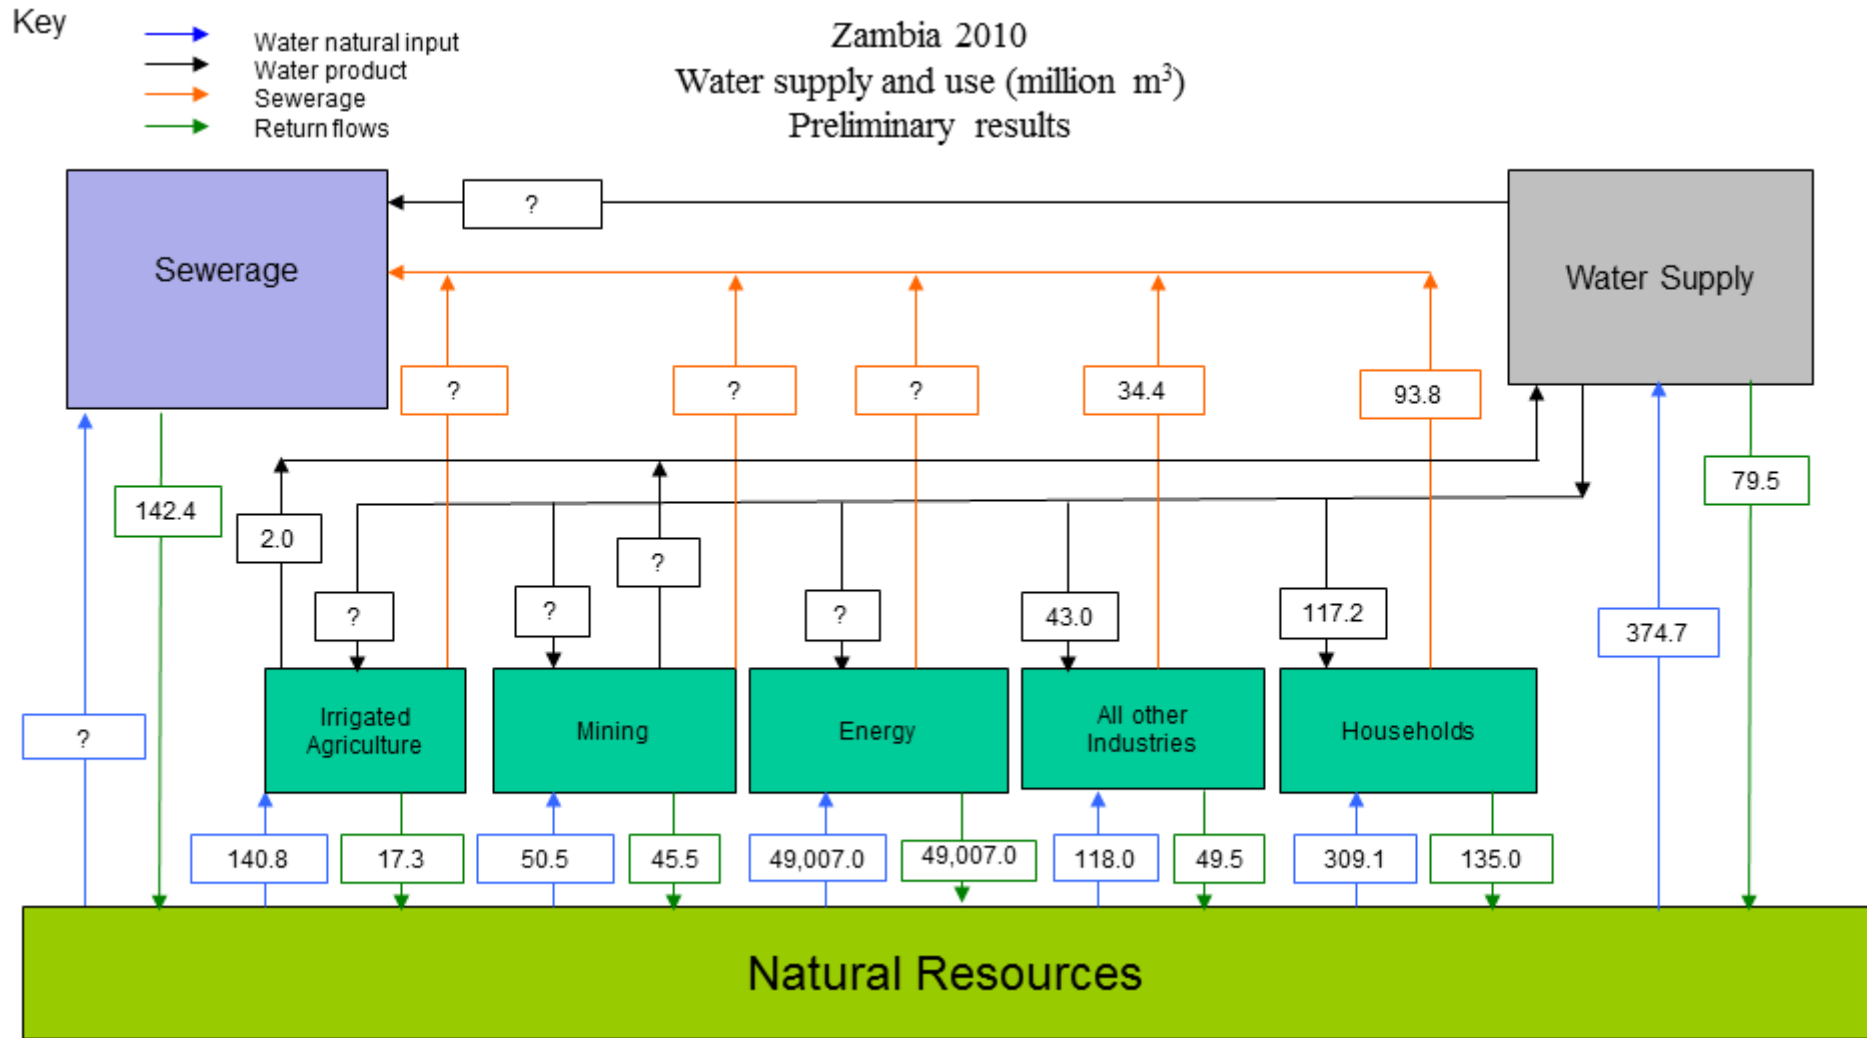 Key
Water natural input
Water product
Sewerage
Return flows
Zambia 2010
Water supply and use (million m³)
Preliminary results
?
Sewerage
Water Supply
?
?
?
34.4
93.8
142.4
2.0
?
79.5
?
?
?
43.0
117.2
374.7
?
Irrigated
Agriculture
Mining
Energy
All other
Industries
Households
140.8
17.3
50.5
45.5
49,007.0
49,007.0
118.0
49.5
309.1
135.0
Natural Resources